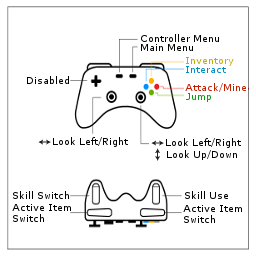 Controller Menu
Main Menu
Inventory
Interact
Disabled
Attack/Mine
Jump
Look Left/Right
Look Left/Right
Look Up/Down
Skill Switch
Skill Use
Active Item
Switch
Active Item
Switch